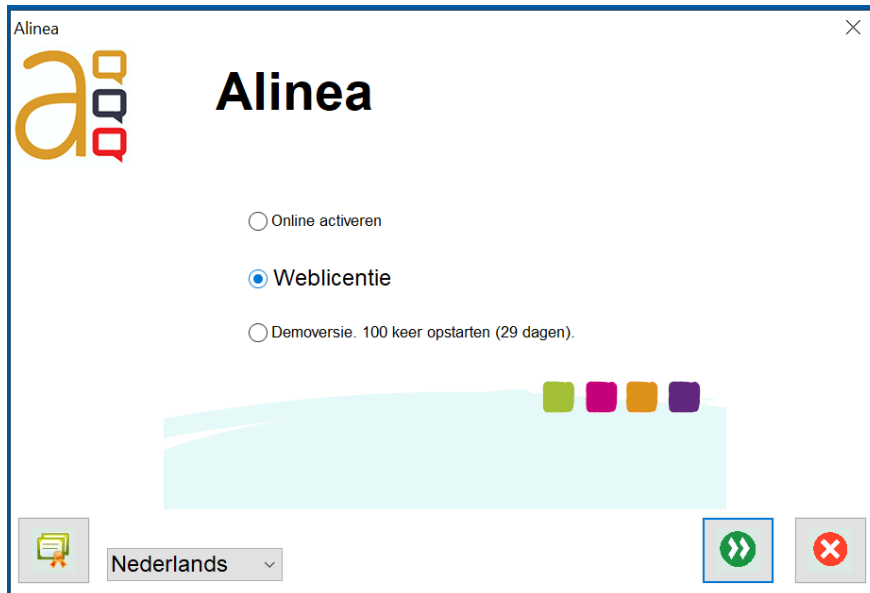 Alinea
Alinea
Online activeren
Weblicentie
Demoversie. 100 keer opstarten (29 dagen).
Nederlands